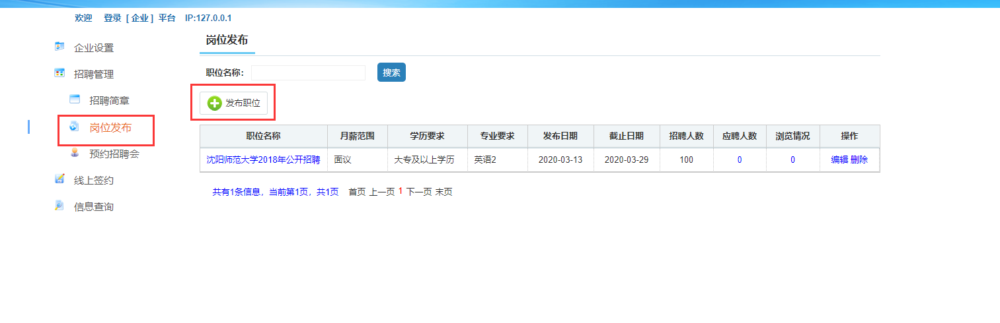 欢迎 登录 [ 企业 ] 平台 IP:127.0.0.1
企业设置
招聘管理
招聘简章
岗位发布
预约招聘会
线上签约
信息查询
岗位发布
职位名称: 搜索
发布职位
职位名称 月薪范围 学历要求 专业要求 发布日期 截止日期 招聘人数 应聘人数 浏览情况 操作
沈阳师范大学2018年公开招聘 面议 大专及以上学历 英语2 2020-03-13 2020-03-29 100 0 0 编辑 删除
共有1条信息，当前第1页，共1页 首页 上一页 1 下一页 末页